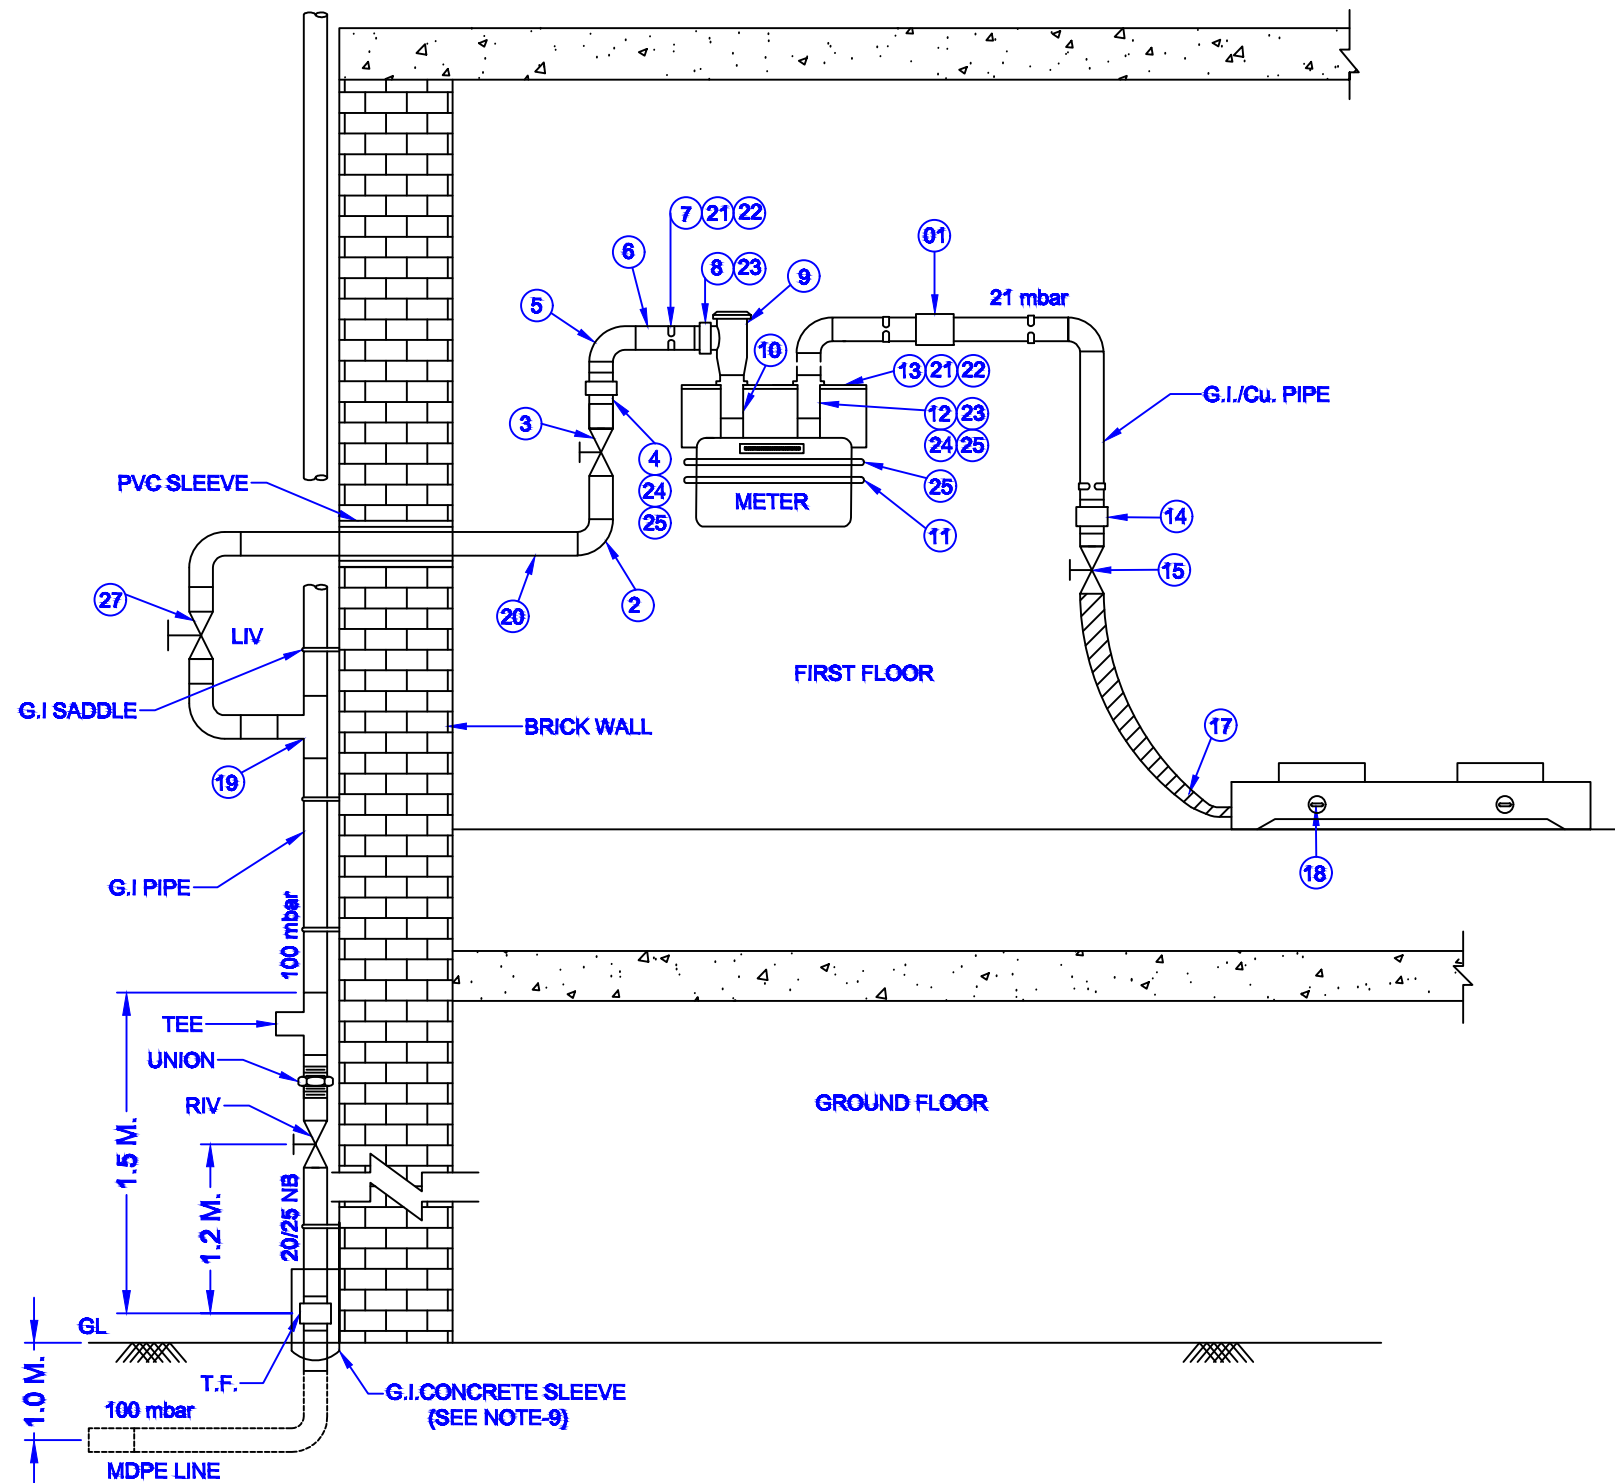 7 21 22
01
6
8 23
9
5
21 mbar
10
13 21 22
G.I./Cu. PIPE
12 23
3
24 25
4
PVC SLEEVE
25
24
METER
14
25
11
15
27
2
20
LIV
FIRST FLOOR
G.I SADDLE
BRICK WALL
17
19
18
G.I PIPE
100 mbar
TEE
UNION
RIV
GROUND FLOOR
1.5 M.
1.2 M.
20/25 NB
GL
1.0 M.
T.F.
G.I.CONCRETE SLEEVE
(SEE NOTE-9)
100 mbar
MDPE LINE